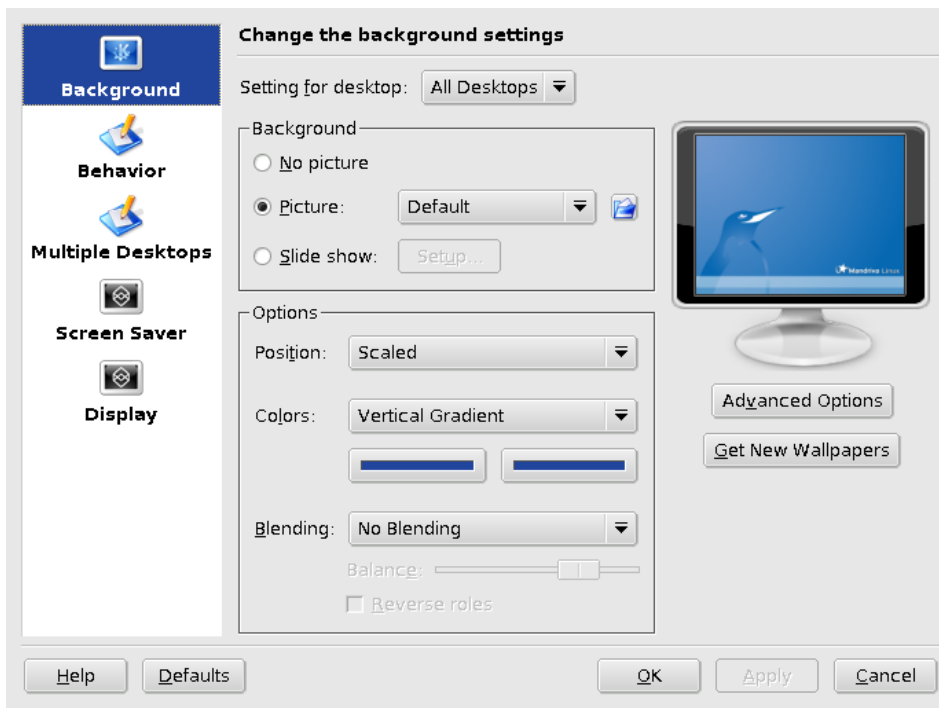 Change the background settings
Background
Behavior
Multiple Desktops
Screen Saver
Display
Setting for desktop: All Desktops
Background
No picture
Picture: Default
Slide show: Setup...
Options
Position: Scaled
Colors: Vertical Gradient
Blending: No Blending
Balance:
Reverse roles
Mandriva Linux
Advanced Options
Get New Wallpapers
Help Defaults OK Apply Cancel